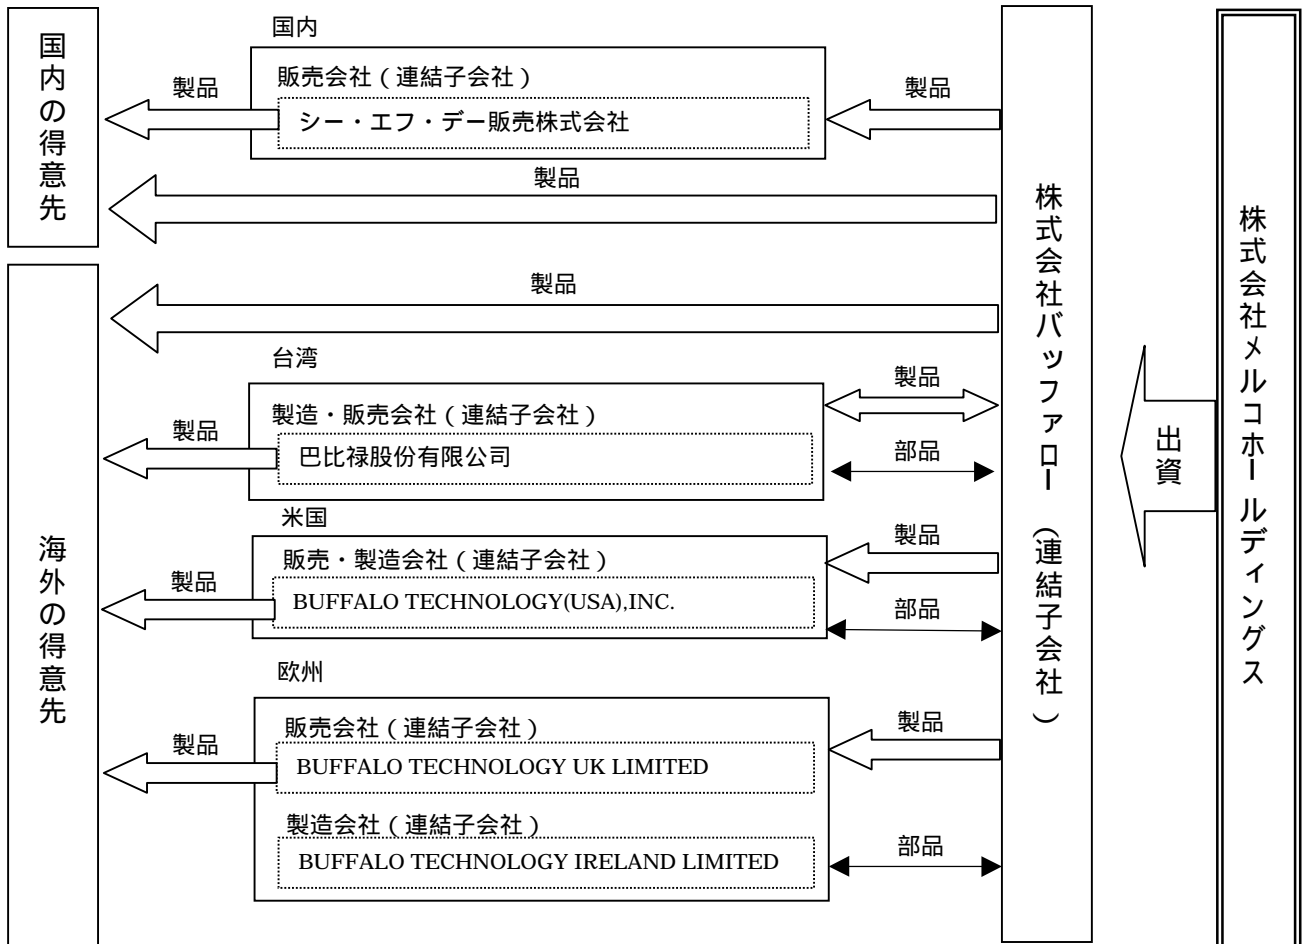 国内の得意先
海外の得意先
国内
販売会社(連結子会社)
シー・エフ・デー販売株式会社
製品
製品
製品
製品
台湾
製造・販売会社(連結子会社)
巴比禄股份有限公司
製品
製品
部品
米国
販売・製造会社(連結子会社)
BUFFALO TECHNOLOGY(USA),INC.
製品
製品
部品
欧州
販売会社(連結子会社)
BUFFALO TECHNOLOGY UK LIMITED
製品
製品
製造会社(連結子会社)
BUFFALO TECHNOLOGY IRELAND LIMITED
部品
株式会社バッファロー (連結子会社)
出資
株式会社メルコホールディングス